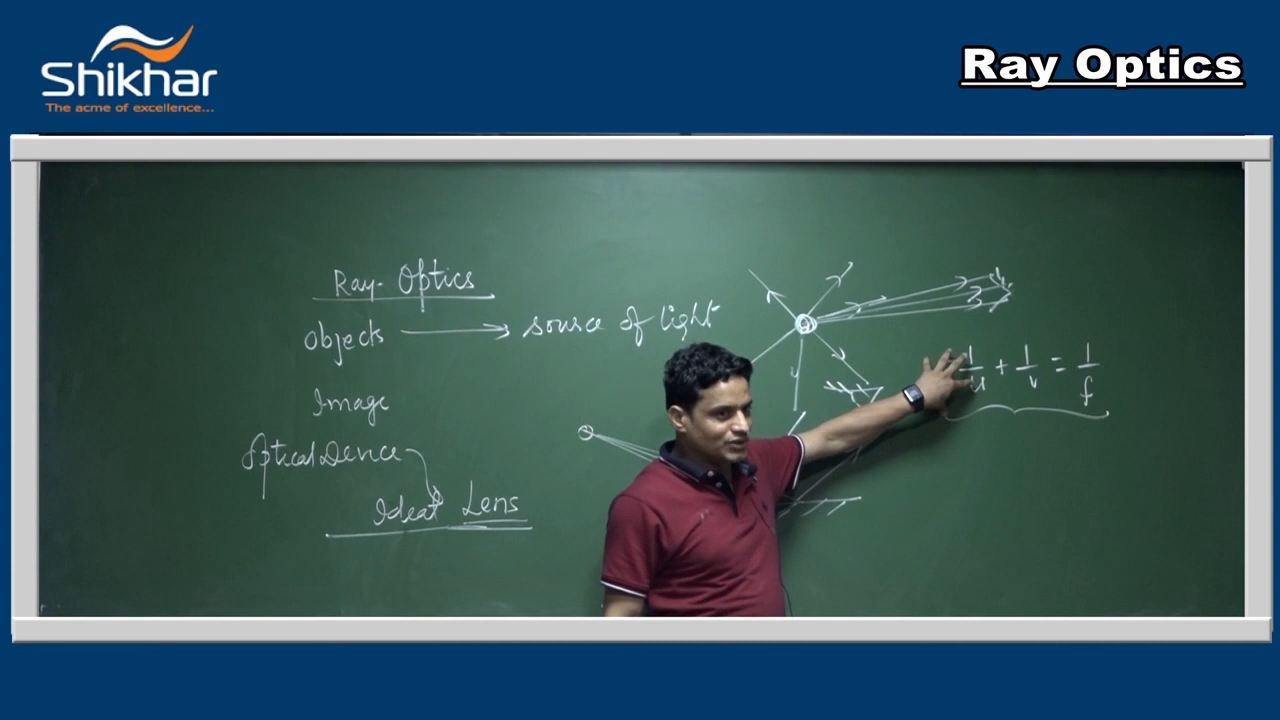 Shikhar
The acme of excellence...
Ray Optics
Ray- Optics
Objects → source of light
Image
Optical Device
Ideal Lens
1/u + 1/v = 1/f